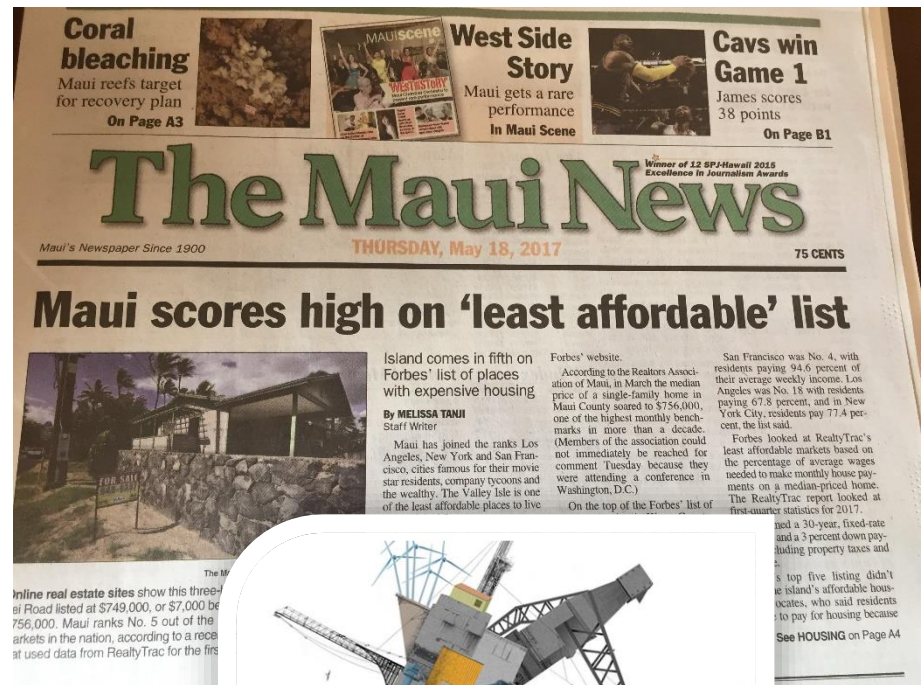 Coral
bleaching
Maui reefs target
for recovery plan
On Page A3
MAUIscene
WEST SIDE STORY
West Side
Story
Maui gets a rare
performance
In Maui Scene
Cavs win
Game 1
James scores
38 points
On Page B1
The Maui News
Winner of 12 SPJ-Hawaii 2015
Excellence in Journalism Awards
Maui's Newspaper Since 1900
THURSDAY, May 18, 2017
75 CENTS
Maui scores high on ‘least affordable’ list
FOR SALE
The
Online real estate sites show this three-
ei Road listed at $749,000, or $7,000 be
756,000. Maui ranks No. 5 out of the
arkets in the nation, according to a rece
at used data from RealtyTrac for the firs
Island comes in fifth on
Forbes’ list of places
with expensive housing
By MELISSA TANJI
Staff Writer
Maui has joined the ranks Los
Angeles, New York and San Fran-
cisco, cities famous for their movie
star residents, company tycoons and
the wealthy. The Valley Isle is one
of the least affordable places to live
Forbes’ website.
According to the Realtors Associ-
ation of Maui, in March the median
price of a single-family home in
Maui County soared to $756,000,
one of the highest monthly bench-
marks in more than a decade.
(Members of the association could
not immediately be reached for
comment Tuesday because they
were attending a conference in
Washington, D.C.)
On the top of the Forbes’ list of
San Francisco was No. 4, with
residents paying 94.6 percent of
their average weekly income. Los
Angeles was No. 18 with residents
paying 67.8 percent, and in New
York City, residents pay 77.4 per-
cent, the list said.
Forbes looked at RealtyTrac's
least affordable markets based on
the percentage of average wages
needed to make monthly house pay-
ments on a median-priced home.
The RealtyTrac report looked at
first-quarter statistics for 2017.
ned a 30-year, fixed-rate
and a 3 percent down pay-
cluding property taxes and
e.
s top five listing didn't
e island's affordable hous-
ocates, who said residents
to pay for housing because
See HOUSING on Page A4